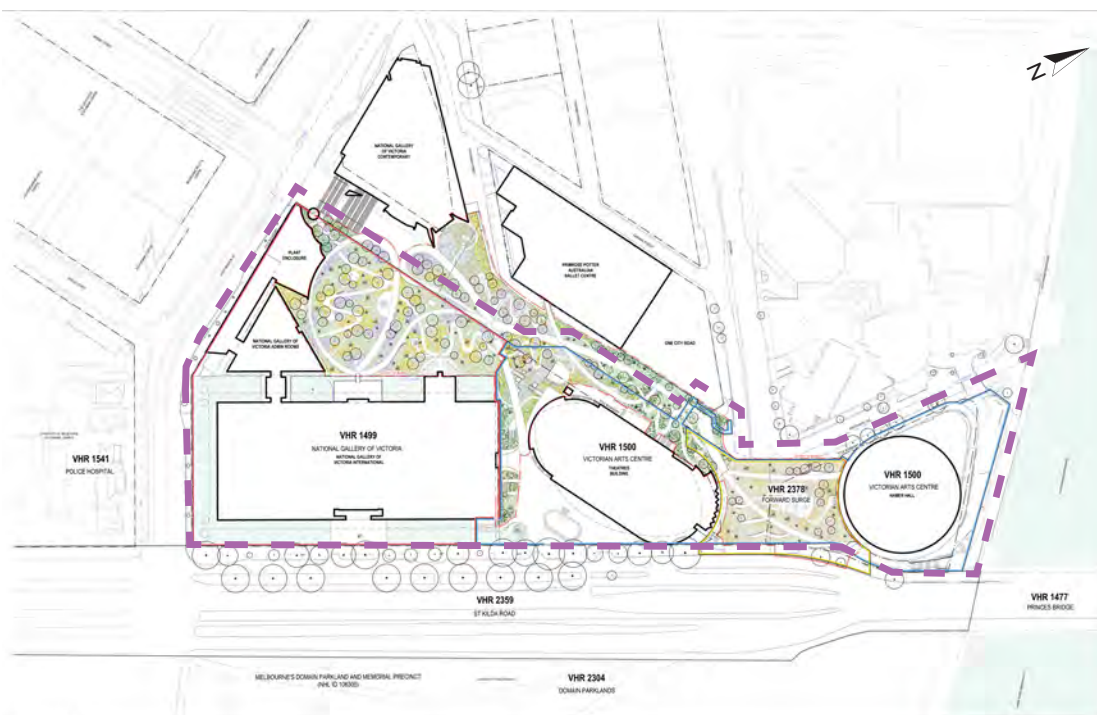 N
NATIONAL GALLERY
OF VICTORIA
CONTEMPORARY
PLANT
ENCLOSURE
PRIMROSE POTTER
AUSTRALIAN
BALLET CENTRE
NATIONAL GALLERY OF
VICTORIA ADMIN ROOMS
ONE CITY ROAD
VHR 1541
POLICE HOSPITAL
VHR 1499
NATIONAL GALLERY OF VICTORIA
NATIONAL GALLERY OF
VICTORIA INTERNATIONAL
VHR 1500
VICTORIAN ARTS CENTRE
THEATRES
BUILDING
VHR 2378
FORWARD SURGE
VHR 1500
VICTORIAN ARTS CENTRE
HAMER HALL
VHR 2359
ST KILDA ROAD
VHR 1477
PRINCES BRIDGE
MELBOURNE'S DOMAIN PARKLAND AND MEMORIAL PRECINCT
VHR 2304
DOMAIN PARKLANDS